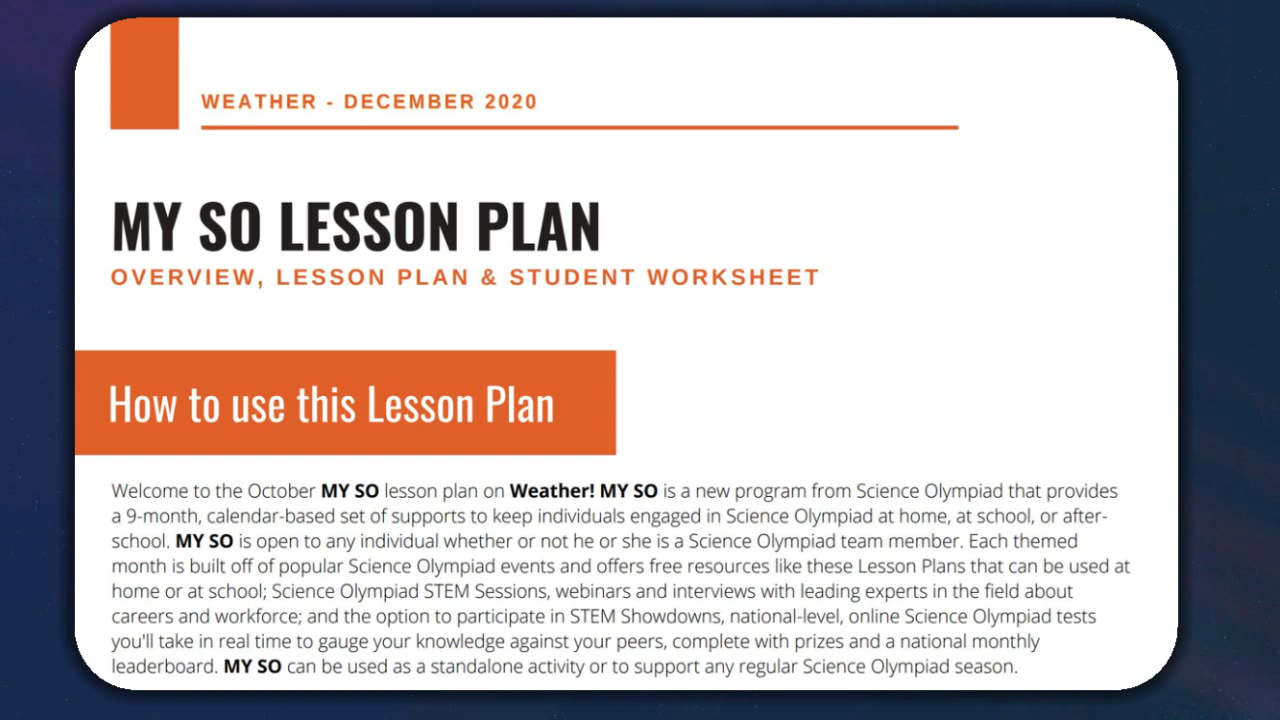 WEATHER - DECEMBER 2020
MY SO LESSON PLAN
OVERVIEW, LESSON PLAN & STUDENT WORKSHEET
How to use this Lesson Plan
Welcome to the October MY SO lesson plan on Weather! MY SO is a new program from Science Olympiad that provides
a 9-month, calendar-based set of supports to keep individuals engaged in Science Olympiad at home, at school, or after-
school. MY SO is open to any individual whether or not he or she is a Science Olympiad team member. Each themed
month is built off of popular Science Olympiad events and offers free resources like these Lesson Plans that can be used at
home or at school; Science Olympiad STEM Sessions, webinars and interviews with leading experts in the field about
careers and workforce; and the option to participate in STEM Showdowns, national-level, online Science Olympiad tests
you'll take in real time to gauge your knowledge against your peers, complete with prizes and a national monthly
leaderboard. MY SO can be used as a standalone activity or to support any regular Science Olympiad season.